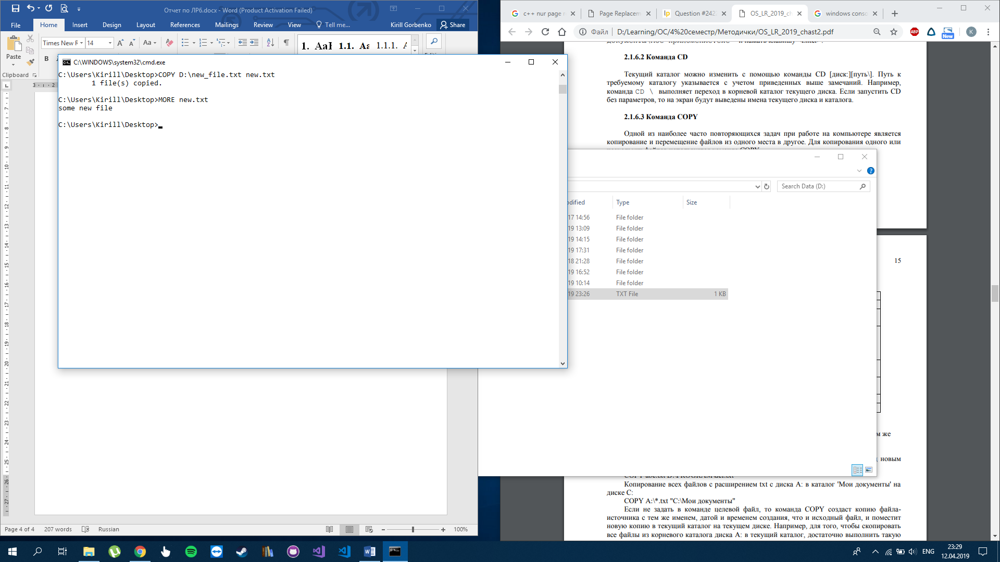 Отчет по ЛР6.docx - Word (Product Activation Failed)
File Home Insert Design Layout References Mailings Review View Tell me... Kirill Gorbenko Share
Paste
Times New R 14
1. 1.1. 1.1.1.
Clipboard
C:\WINDOWS\system32\cmd.exe
C:\Users\Kirill\Desktop>COPY D:\new_file.txt new.txt
1 file(s) copied.
C:\Users\Kirill\Desktop>MORE new.txt
some new file
C:\Users\Kirill\Desktop>
Page 4 of 4 207 words Russian 100%
c++ nur page Page Replacem Question #242 OS_LR_2019_ch windows cons
Файл D:/Learning/ОС/4%20семестр/Методички/OS_LR_2019_chast2.pdf
ABP New K
2.1.6.2 Команда CD
Текущий каталог можно изменить с помощью команды CD [диск:][путь\]. Путь к
требуемому каталогу указывается с учетом приведенных выше замечаний. Например,
команда CD \ выполняет переход в корневой каталог текущего диска. Если запустить CD
без параметров, то на экран будут выведены имена текущего диска и каталога.
2.1.6.3 Команда COPY
Одной из наиболее часто повторяющихся задач при работе на компьютере является
копирование и перемещение файлов из одного места в другое. Для копирования одного или
Search Data (D:)
odified Type Size
17 14:56 File folder
19 13:09 File folder
19 14:15 File folder
19 17:31 File folder
18 21:28 File folder
19 16:52 File folder
19 10:14 File folder
19 23:26 TXT File 1 KB
15
м же
новым
Копирование всех файлов с расширением txt с диска A: в каталог 'Мои документы' на
диске C:
COPY A:\*.txt "C:\Мои документы"
Если не задать в команде целевой файл, то команда COPY создаст копию файла-
источника с тем же именем, датой и временем создания, что и исходный файл, и поместит
новую копию в текущий каталог на текущем диске. Например, для того, чтобы скопировать
все файлы из корневого каталога диска A: в текущий каталог, достаточно выполнить такую
ENG
23:29
12.04.2019